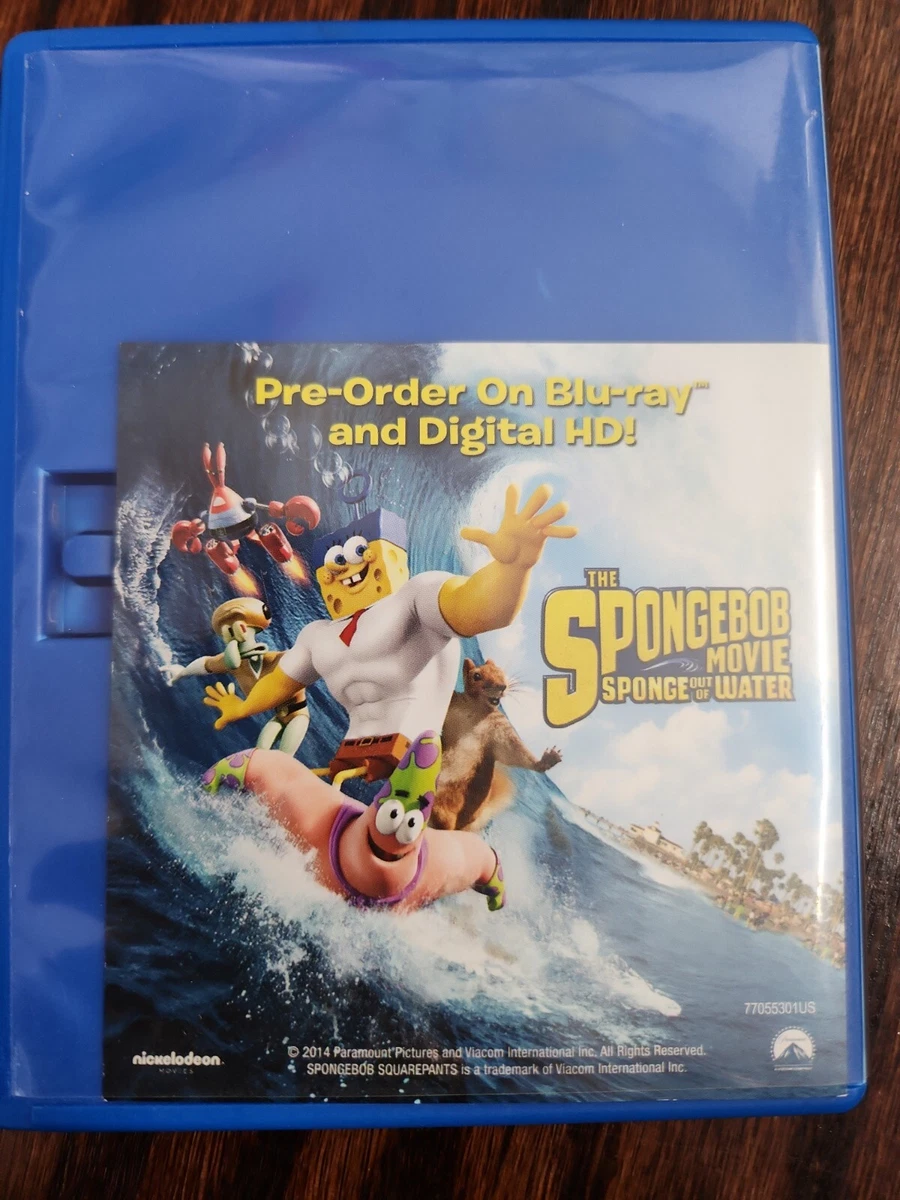 Pre-Order On Blu-ray™
and Digital HD!
THE
SPONGEBOB
MOVIE
SPONGE OUT OF WATER
77055301US
nickelodeon
MOVIES
© 2014 Paramount Pictures and Viacom International Inc. All Rights Reserved.
SPONGEBOB SQUAREPANTS is a trademark of Viacom International Inc.